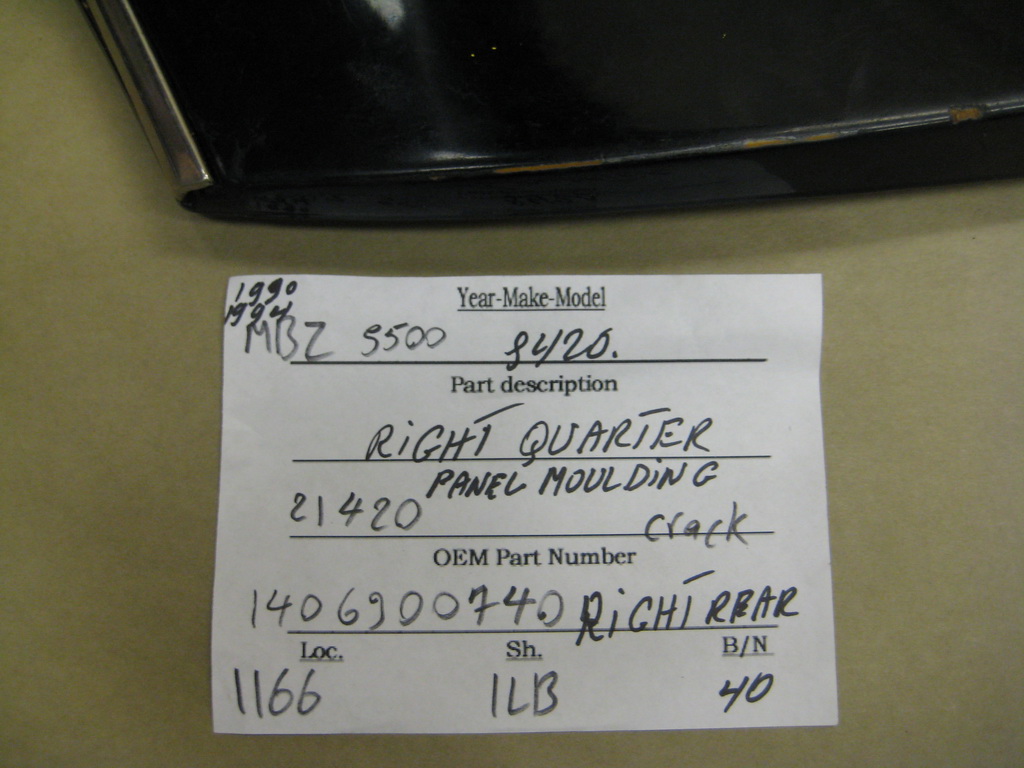 1990
1994
Year-Make-Model
MBZ S500 S420.
Part description
RIGHT QUARTER
PANEL MOULDING
21420 crack
OEM Part Number
1406900740 RIGHT REAR
Loc. Sh. B/N
1166 1LB 40